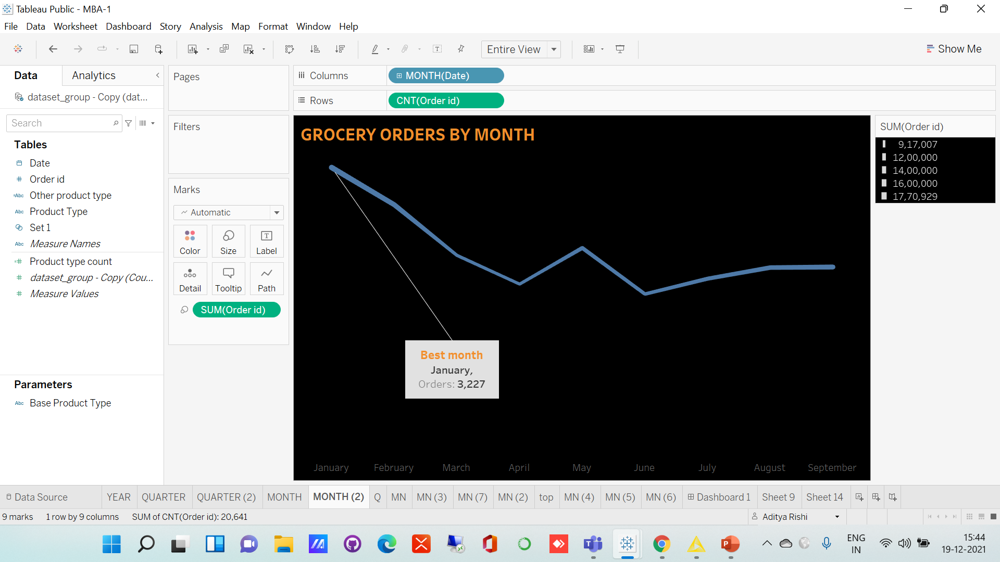 Tableau Public - MBA-1
File Data Worksheet Dashboard Story Analysis Map Format Window Help
Entire View
Show Me
Data Analytics
dataset_group - Copy (dat...
Search
Tables
Date
Order id
=Abc Other product type
Abc Product Type
Set 1
Abc Measure Names
Product type count
dataset_group - Copy (Cou...
Measure Values
Parameters
Abc Base Product Type
Pages
Filters
Marks
Automatic
Color Size Label
Detail Tooltip Path
SUM(Order id)
Columns MONTH(Date)
Rows CNT(Order id)
GROCERY ORDERS BY MONTH
Best month
January,
Orders: 3,227
January February March April May June July August September
SUM(Order id)
9,17,007
12,00,000
14,00,000
16,00,000
17,70,929
Data Source YEAR QUARTER QUARTER (2) MONTH MONTH (2) Q MN MN (3) MN (7) MN (2) top MN (4) MN (5) MN (6) Dashboard 1 Sheet 9 Sheet 14
9 marks 1 row by 9 columns SUM of CNT(Order id): 20,641
Aditya Rishi
ENG
IN
15:44
19-12-2021